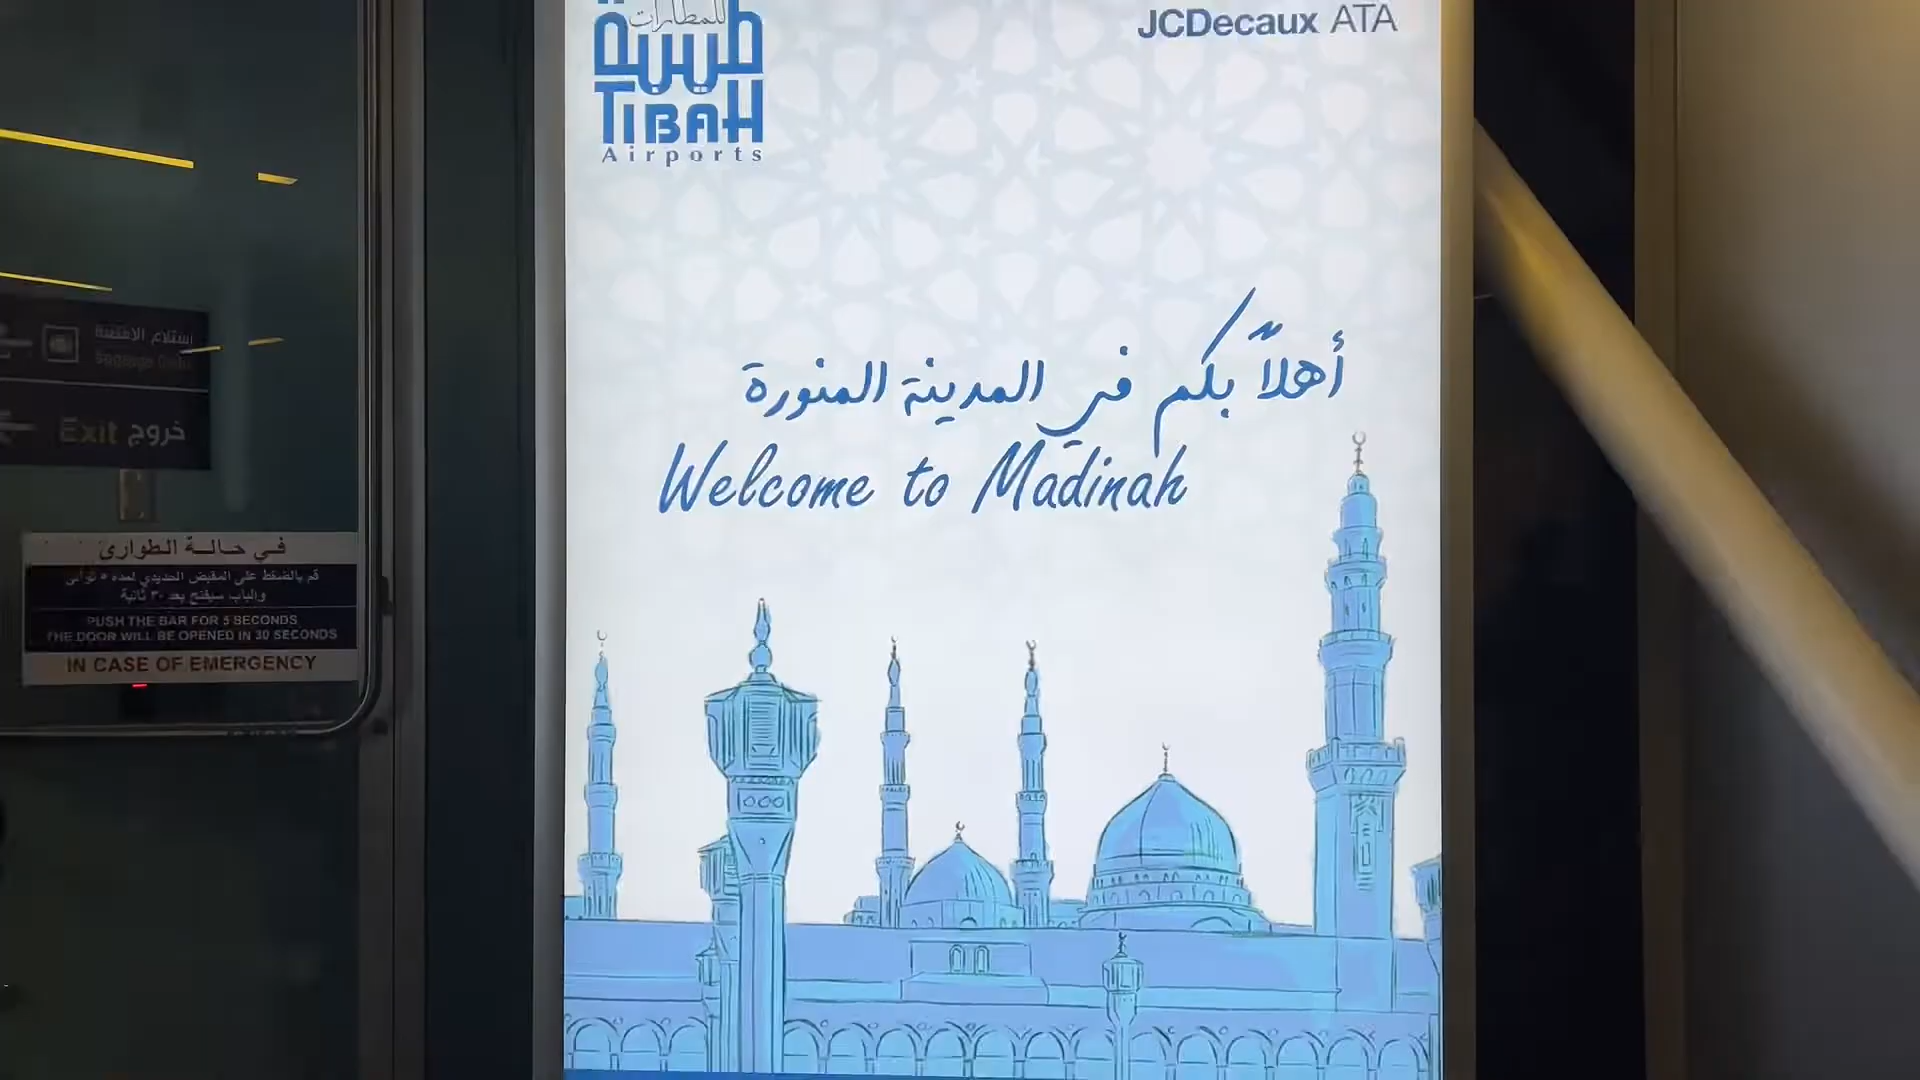 للمطارات
طيبة
TIBAH
Airports
JCDecaux ATA
أهلاً بكم في المدينة المنورة
Welcome to Madinah
استلام الامتعة
Baggage Claim
Exit خروج
في حالة الطوارئ
قم بالضغط على المقبض الحديدي لمدة ٥ ثواني
والباب سيفتح بعد ٣٠ ثانية
PUSH THE BAR FOR 5 SECONDS
THE DOOR WILL BE OPENED IN 30 SECONDS
IN CASE OF EMERGENCY